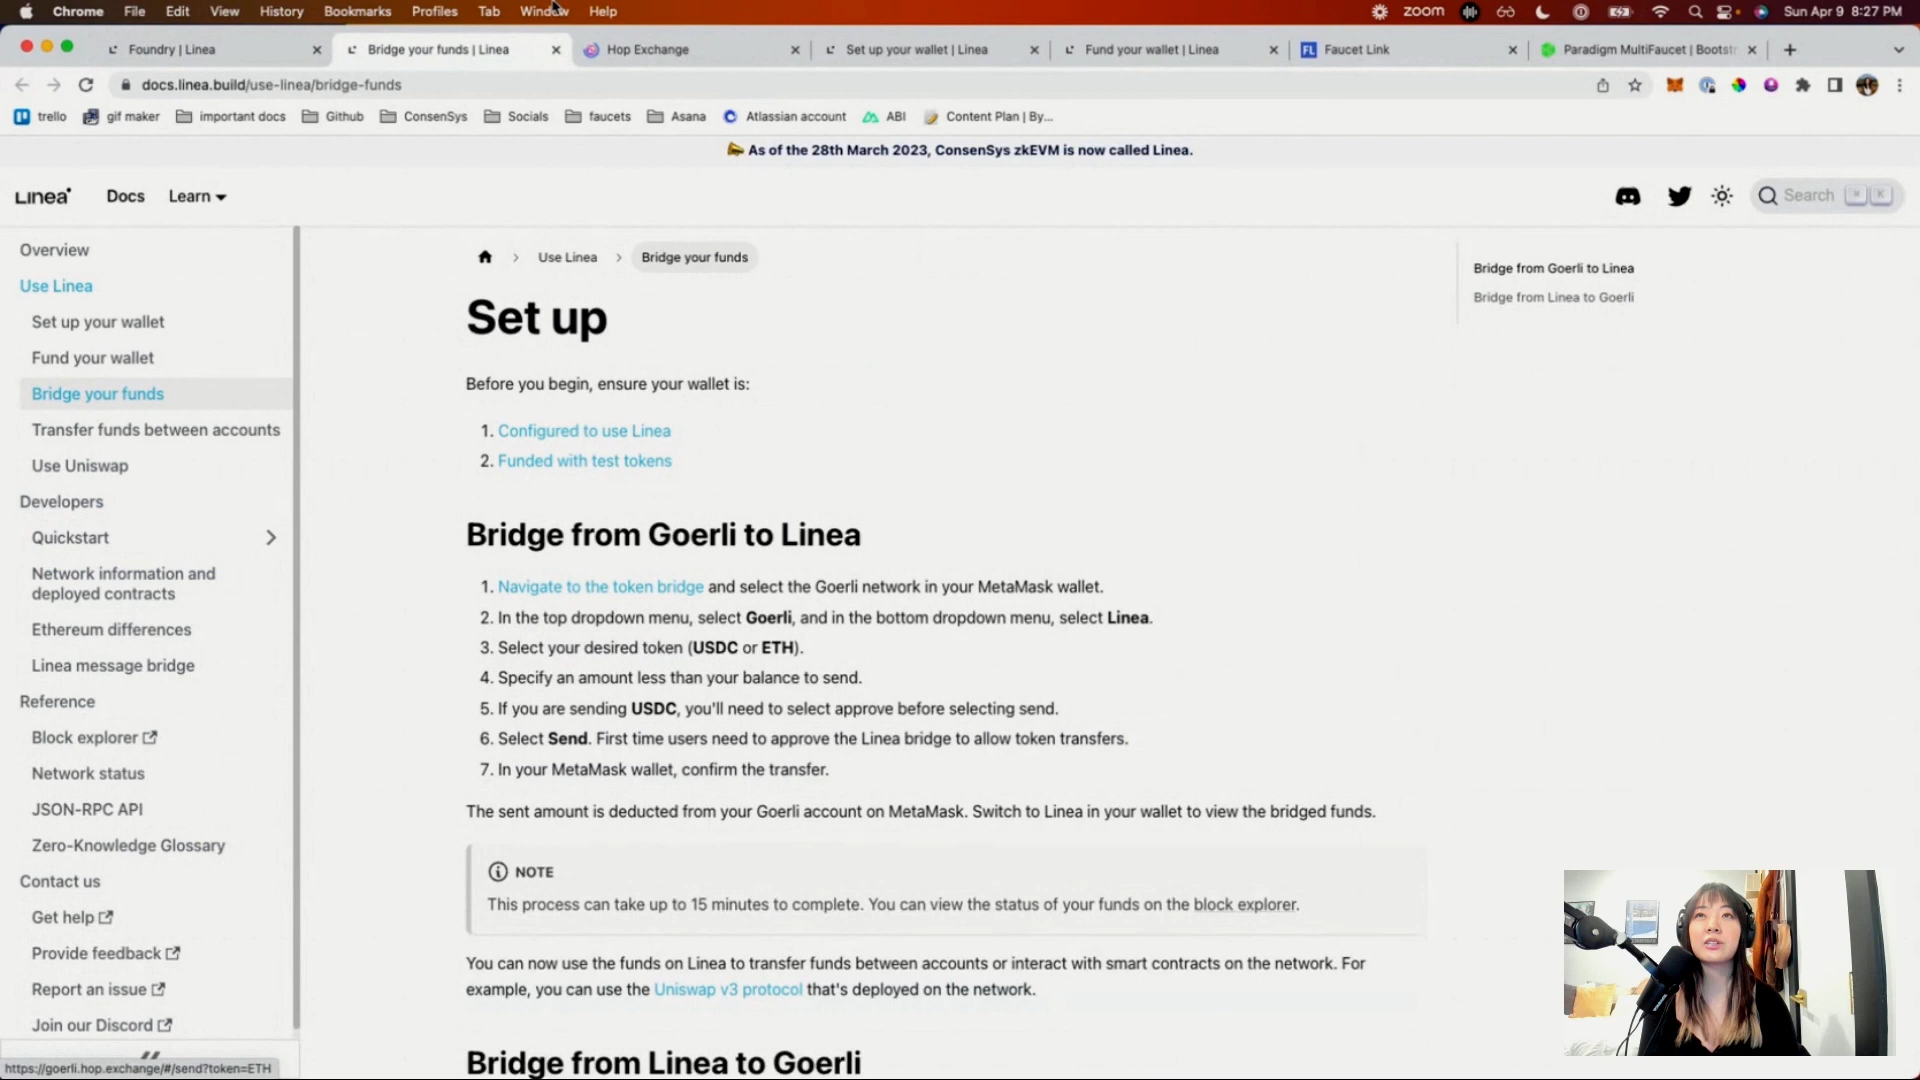 Chrome File Edit View History Bookmarks Profiles Tab Window Help zoom Sun Apr 9 8:27 PM
Foundry | Linea Bridge your funds | Linea Hop Exchange Set up your wallet | Linea Fund your wallet | Linea FL Faucet Link Paradigm MultiFaucet | Bootstr
docs.linea.build/use-linea/bridge-funds
trello gif maker important docs Github ConsenSys Socials faucets Asana Atlassian account ABI Content Plan | By...
As of the 28th March 2023, ConsenSys zkEVM is now called Linea.
Linea Docs Learn Search ⌘ K
Overview
Use Linea
Set up your wallet
Fund your wallet
Bridge your funds
Transfer funds between accounts
Use Uniswap
Developers
Quickstart
Network information and
deployed contracts
Ethereum differences
Linea message bridge
Reference
Block explorer
Network status
JSON-RPC API
Zero-Knowledge Glossary
Contact us
Get help
Provide feedback
Report an issue
Join our Discord
https://goerli.hop.exchange/#/send?token=ETH
Use Linea Bridge your funds
Set up
Before you begin, ensure your wallet is:
1. Configured to use Linea
2. Funded with test tokens
Bridge from Goerli to Linea
1. Navigate to the token bridge and select the Goerli network in your MetaMask wallet.
2. In the top dropdown menu, select Goerli, and in the bottom dropdown menu, select Linea.
3. Select your desired token (USDC or ETH).
4. Specify an amount less than your balance to send.
5. If you are sending USDC, you'll need to select approve before selecting send.
6. Select Send. First time users need to approve the Linea bridge to allow token transfers.
7. In your MetaMask wallet, confirm the transfer.
The sent amount is deducted from your Goerli account on MetaMask. Switch to Linea in your wallet to view the bridged funds.
NOTE
This process can take up to 15 minutes to complete. You can view the status of your funds on the block explorer.
You can now use the funds on Linea to transfer funds between accounts or interact with smart contracts on the network. For
example, you can use the Uniswap v3 protocol that's deployed on the network.
Bridge from Linea to Goerli
Bridge from Goerli to Linea
Bridge from Linea to Goerli